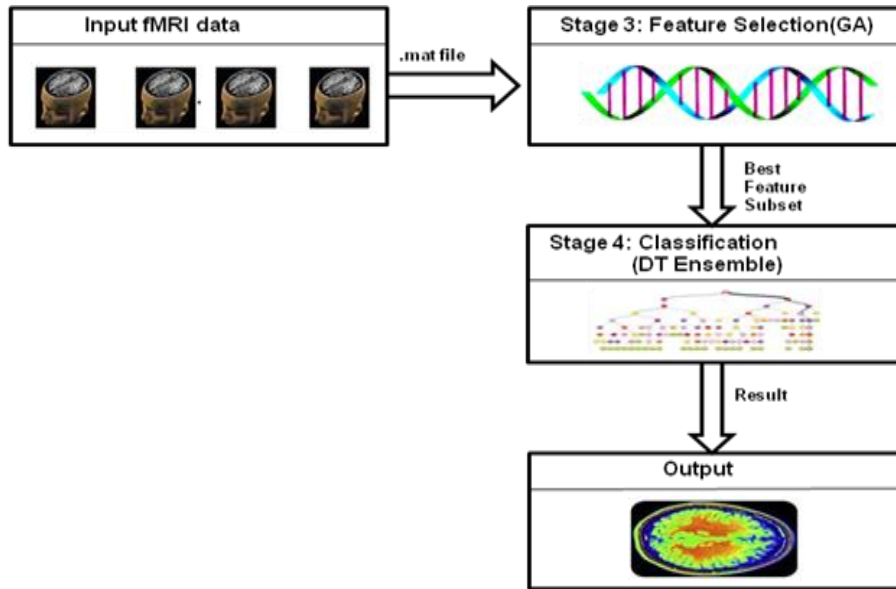 Input fMRI data
.mat file
Stage 3: Feature Selection(GA)
Best
Feature
Subset
Stage 4: Classification
(DT Ensemble)
Result
Output